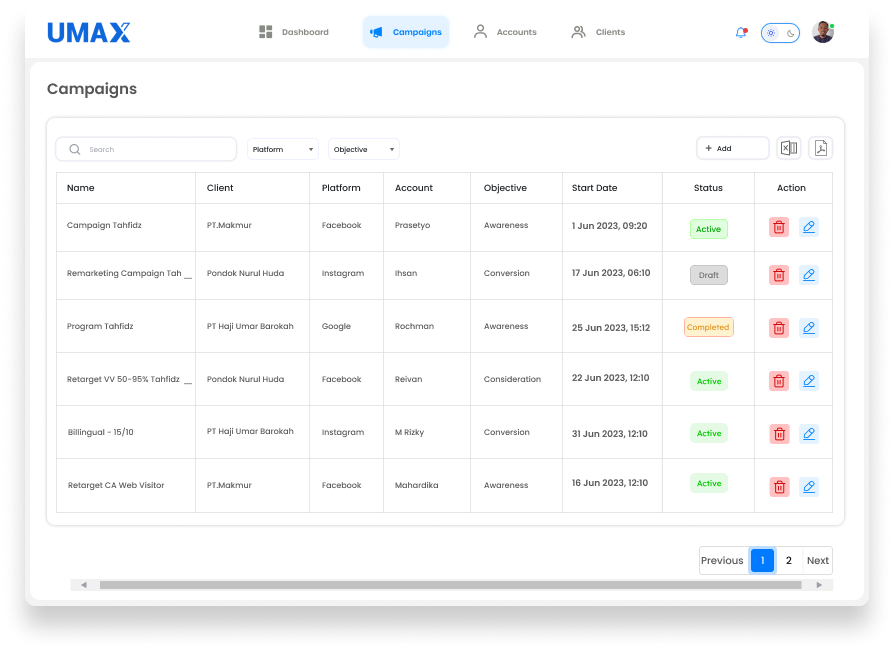 UMAX Dashboard Campaigns Accounts Clients
Campaigns
Search Platform Objective + Add
Name Client Platform Account Objective Start Date Status Action
Campaign Tahfidz PT.Makmur Facebook Prasetyo Awareness 1 Jun 2023, 09:20 Active
Remarketing Campaign Tah __ Pondok Nurul Huda Instagram Ihsan Conversion 17 Jun 2023, 06:10 Draft
Program Tahfidz PT Haji Umar Barokah Google Rochman Awareness 25 Jun 2023, 15:12 Completed
Retarget VV 50-95% Tahfidz __ Pondok Nurul Huda Facebook Reivan Consideration 22 Jun 2023, 12:10 Active
Billingual - 15/10 PT Haji Umar Barokah Instagram M Rizky Conversion 31 Jun 2023, 12:10 Active
Retarget CA Web Visitor PT.Makmur Facebook Mahardika Awareness 16 Jun 2023, 12:10 Active
Previous 1 2 Next